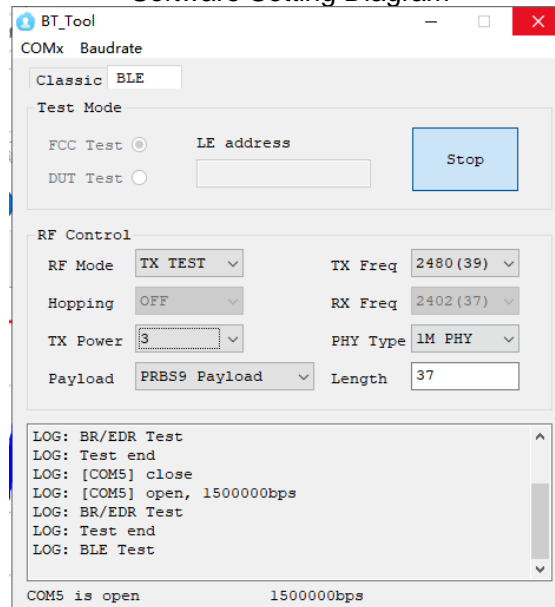 Software Setting Diagram
BT_Tool
COMx Baudrate
Classic BLE
Test Mode
FCC Test LE address
Stop
DUT Test
RF Control
RF Mode TX TEST TX Freq 2480(39)
Hopping OFF RX Freq 2402(37)
TX Power 3 PHY Type 1M PHY
Payload PRBS9 Payload Length 37
LOG: BR/EDR Test
LOG: Test end
LOG: [COM5] close
LOG: [COM5] open, 1500000bps
LOG: BR/EDR Test
LOG: Test end
LOG: BLE Test
COM5 is open 1500000bps